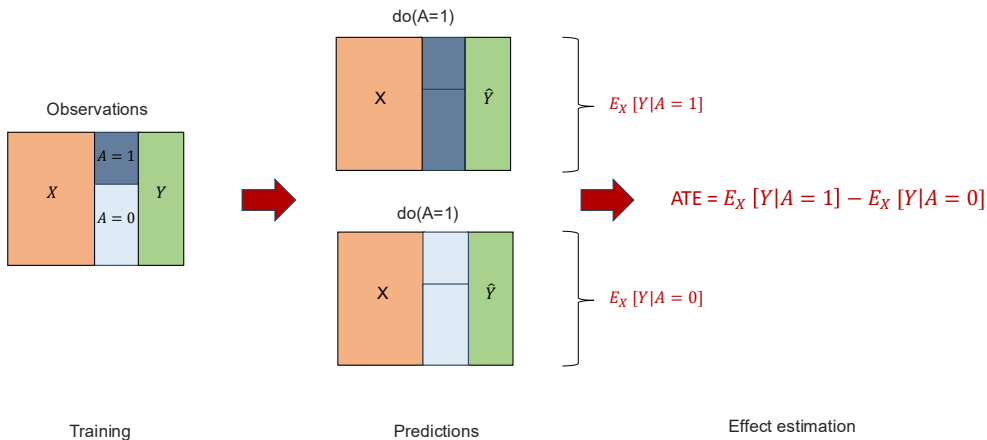 do(A=1)
X
Ŷ
E_X [Y|A = 1]
Observations
A = 1
X
Y
A = 0
ATE = E_X [Y|A = 1] − E_X [Y|A = 0]
do(A=1)
X
Ŷ
E_X [Y|A = 0]
Training
Predictions
Effect estimation